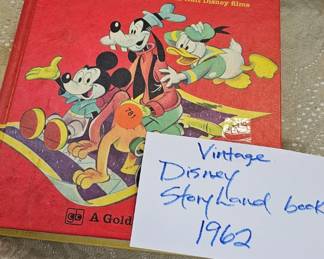 Walt Disney films
781
Vintage
Disney
StoryLand book
1962
A Gold